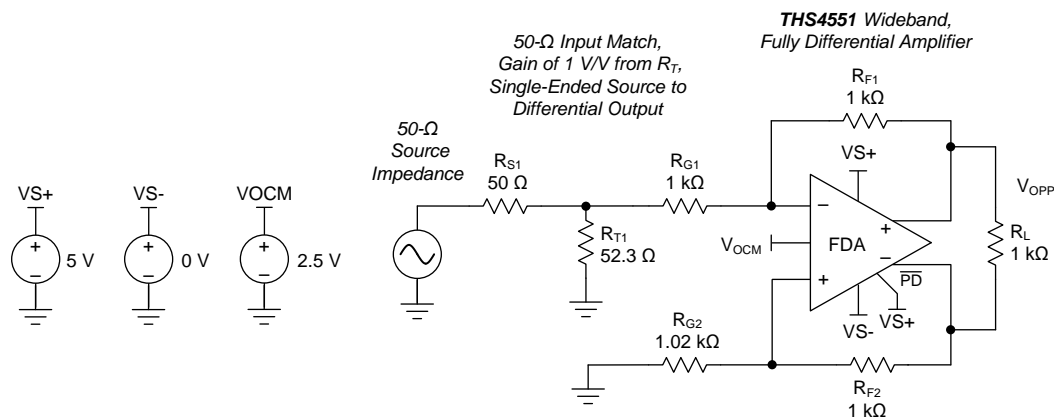 THS4551 Wideband,
Fully Differential Amplifier
50-Ω Input Match,
Gain of 1 V/V from RT,
Single-Ended Source to
Differential Output
50-Ω
Source
Impedance
VS+
5 V
VS-
0 V
VOCM
2.5 V
RS1
50 Ω
RT1
52.3 Ω
RG1
1 kΩ
RF1
1 kΩ
VS+
VOCM
FDA
PD
VS-
VS+
VOPP
RL
1 kΩ
RG2
1.02 kΩ
RF2
1 kΩ